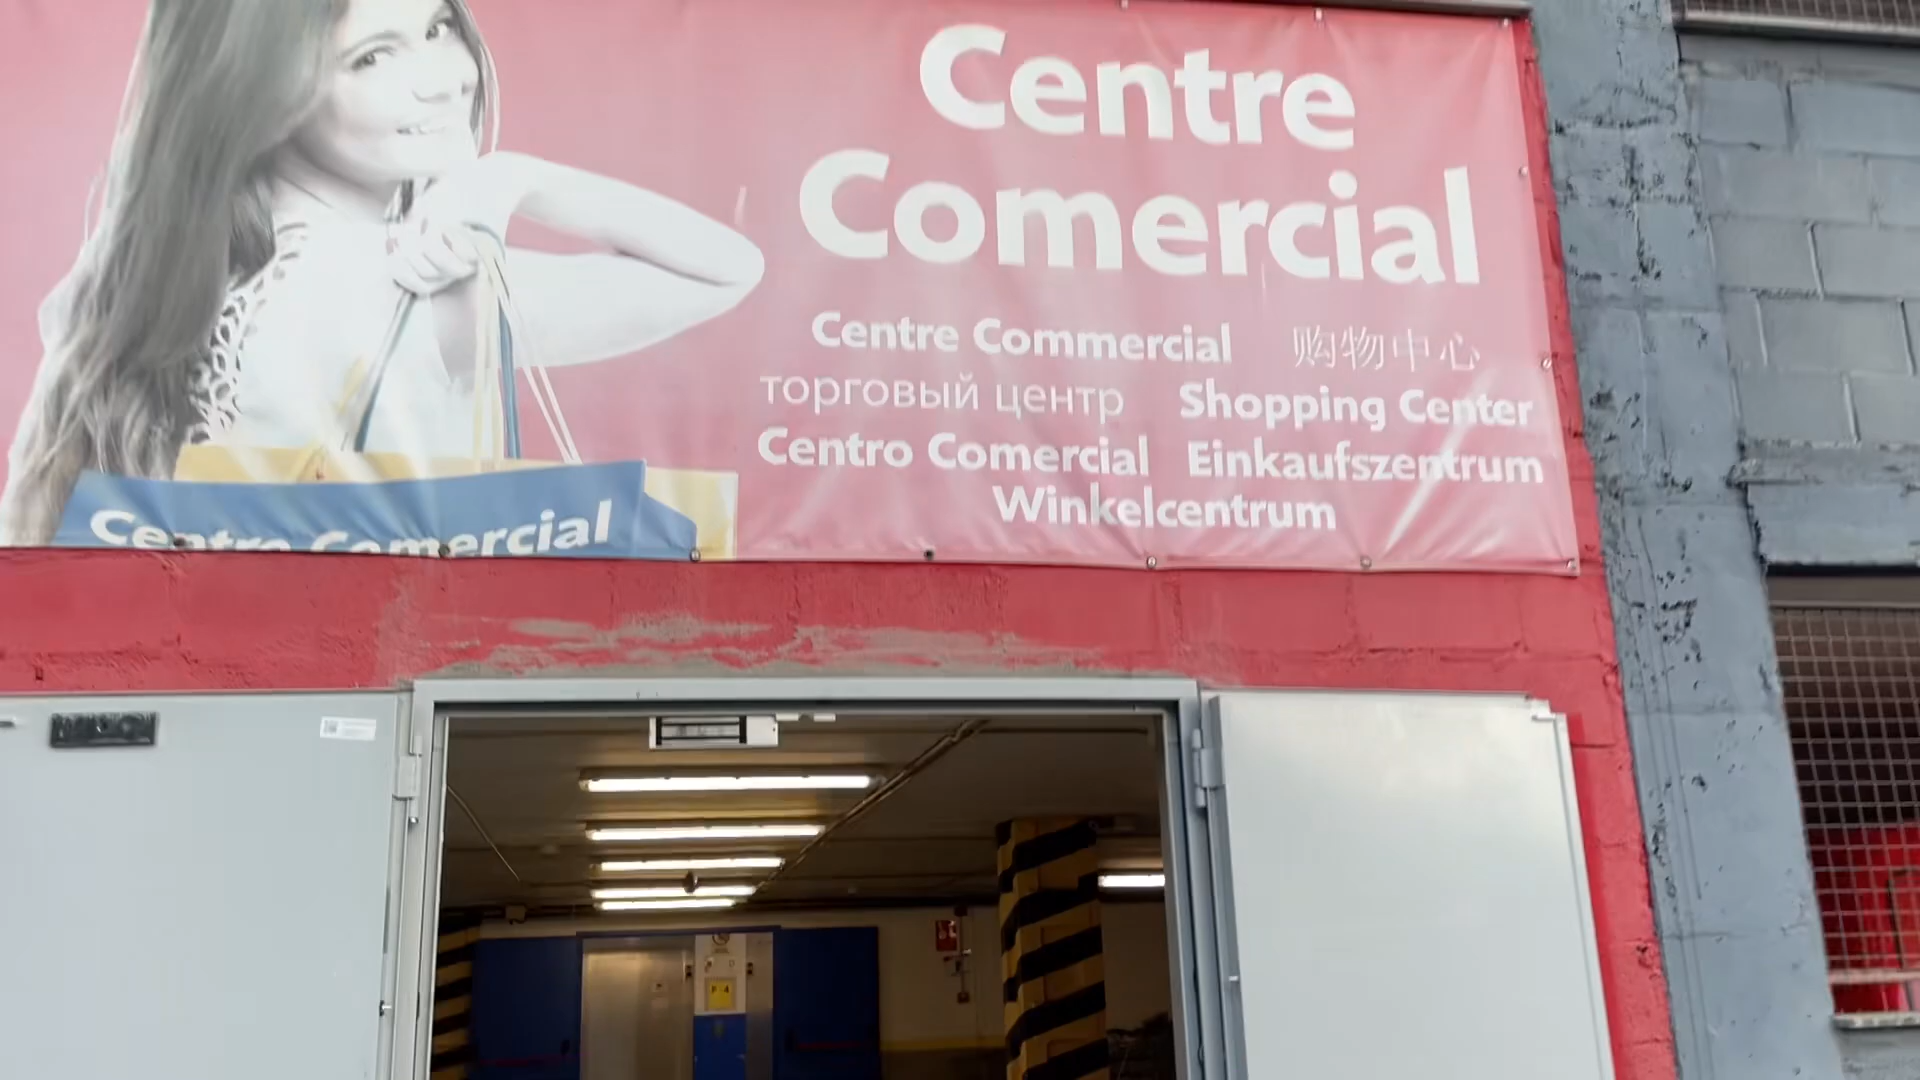 Centre
Comercial
Centre Commercial 购物中心
торговый центр Shopping Center
Centro Comercial Einkaufszentrum
Winkelcentrum
Centre Comercial